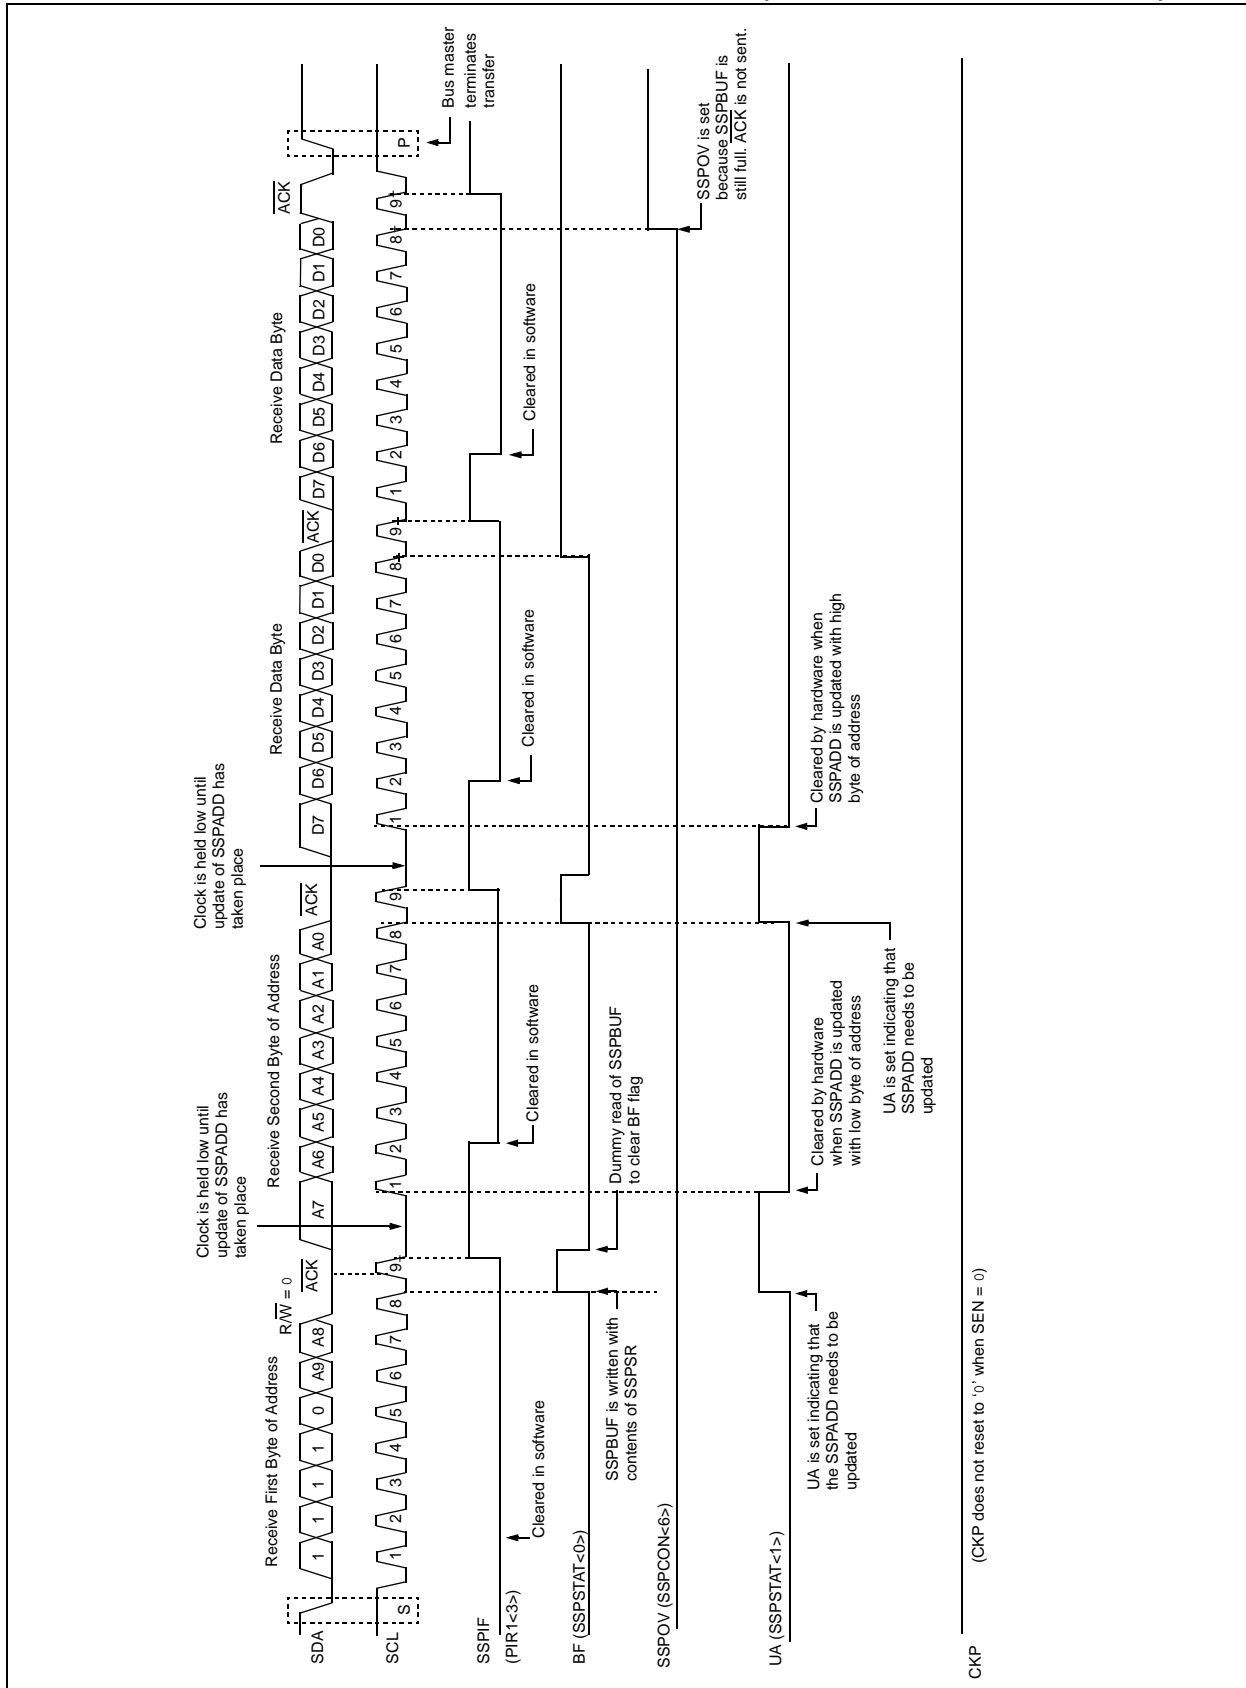 Receive First Byte of Address
R/W = 0
Receive Second Byte of Address
Receive Data Byte
Receive Data Byte
Clock is held low until
update of SSPADD has
taken place
Clock is held low until
update of SSPADD has
taken place
SDA
1 1 1 1 0 A9 A8 ACK A7 A6 A5 A4 A3 A2 A1 A0 ACK D7 D6 D5 D4 D3 D2 D1 D0 ACK D7 D6 D5 D4 D3 D2 D1 D0 ACK
SCL
S 1 2 3 4 5 6 7 8 9 1 2 3 4 5 6 7 8 9 1 2 3 4 5 6 7 8 9 1 2 3 4 5 6 7 8 9 P
Bus master
terminates
transfer
SSPIF
(PIR1<3>)
Cleared in software
Cleared in software
Cleared in software
Cleared in software
BF (SSPSTAT<0>)
SSPBUF is written with
contents of SSPSR
Dummy read of SSPBUF
to clear BF flag
SSPOV (SSPCON<6>)
SSPOV is set
because SSPBUF is
still full. ACK is not sent.
UA (SSPSTAT<1>)
UA is set indicating that
the SSPADD needs to be
updated
Cleared by hardware
when SSPADD is updated
with low byte of address
UA is set indicating that
SSPADD needs to be
updated
Cleared by hardware when
SSPADD is updated with high
byte of address
CKP
(CKP does not reset to ‘0’ when SEN = 0)